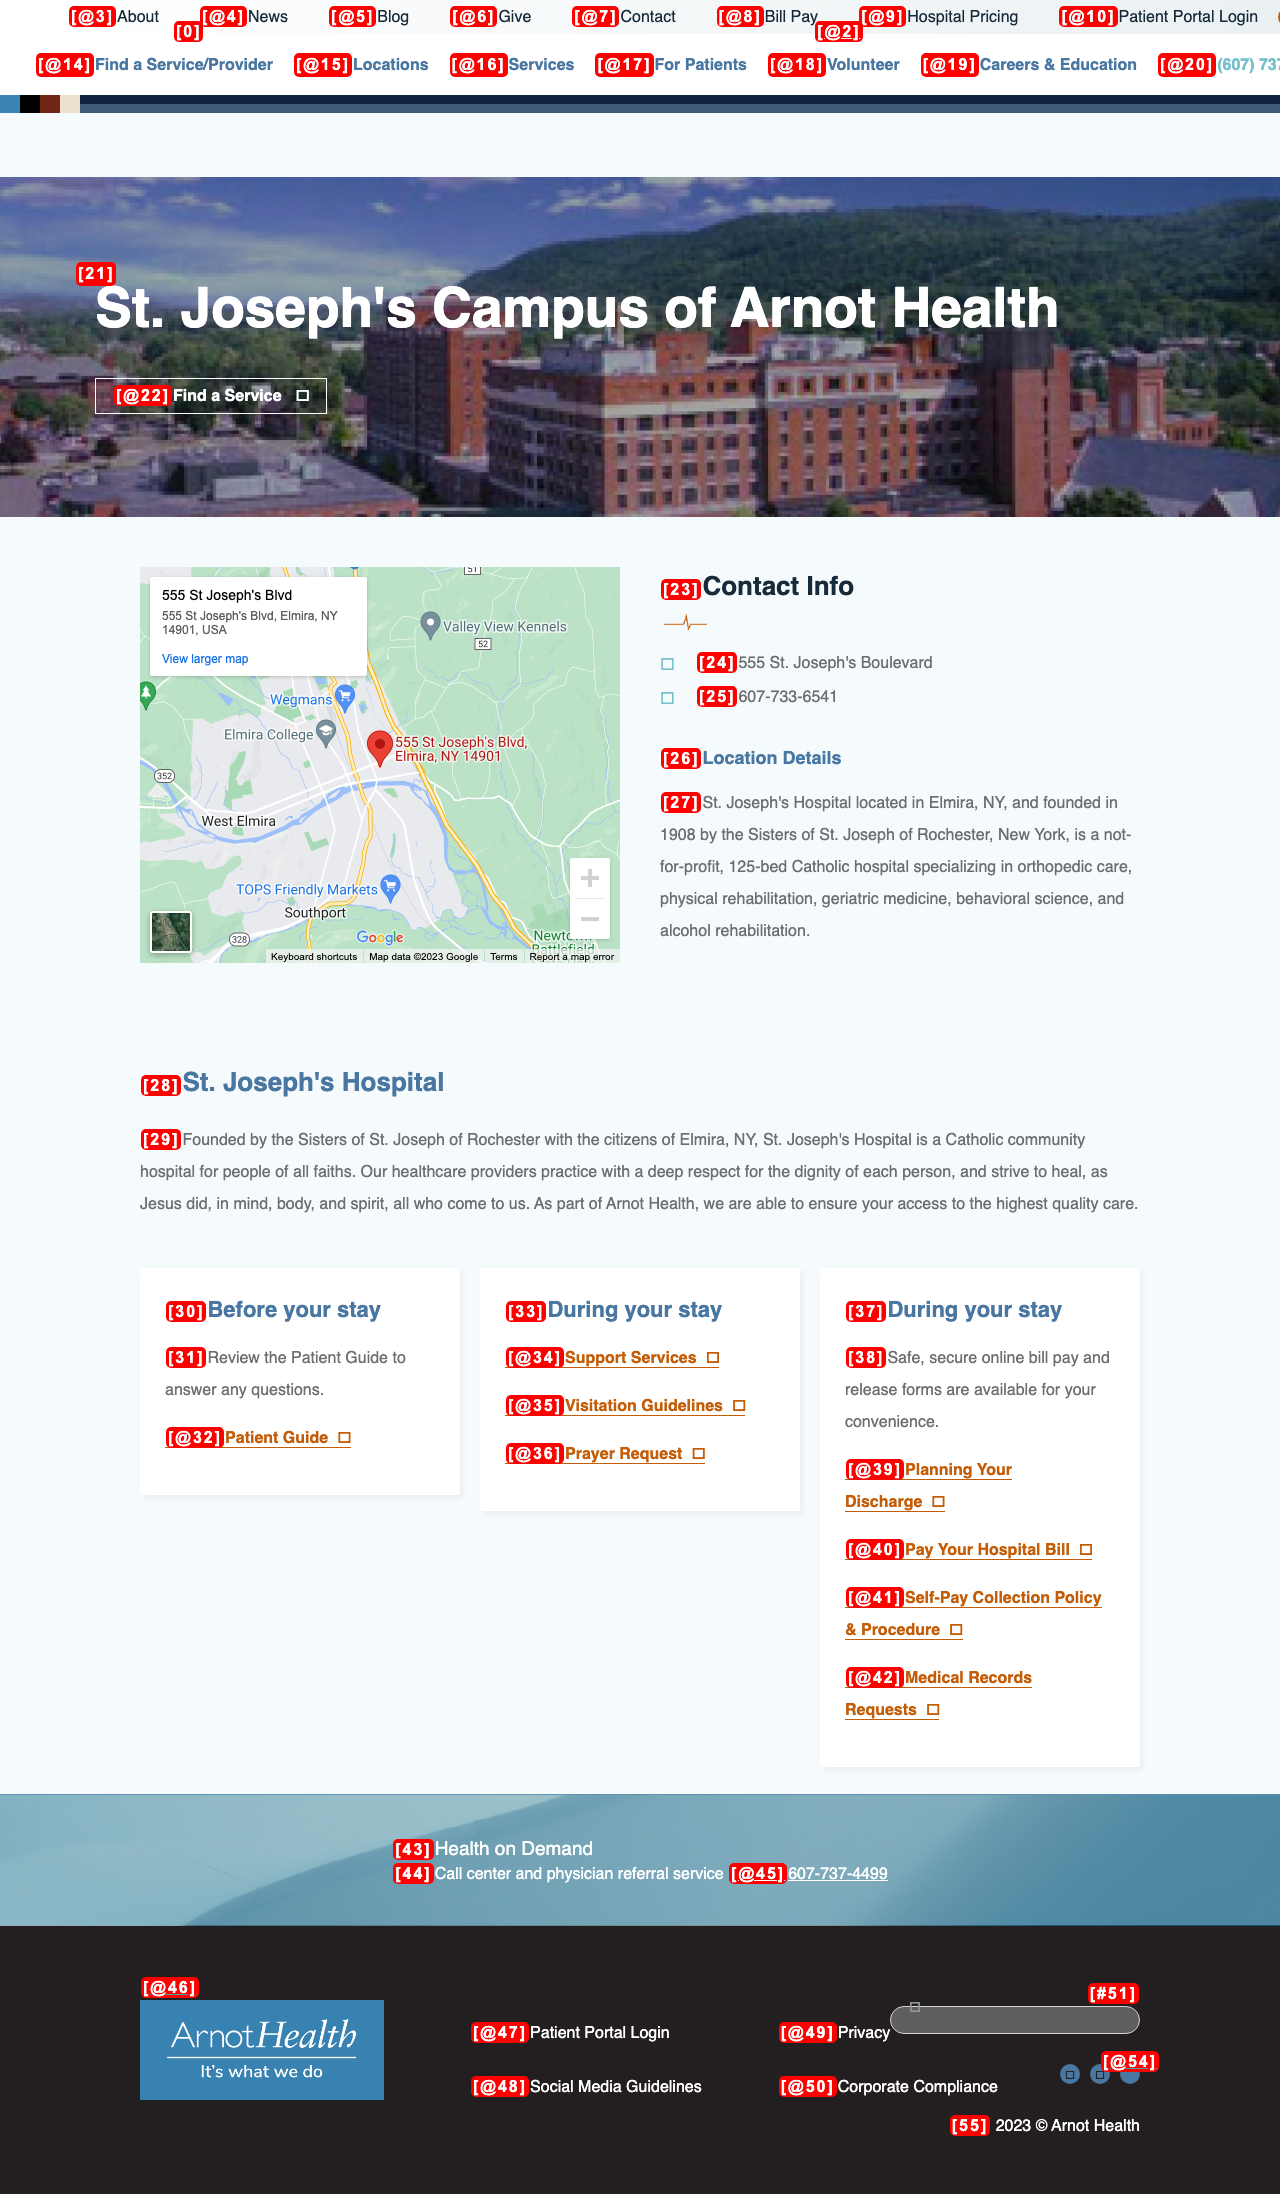 [@3]About [@4]News [@5]Blog [@6]Give [@7]Contact [@8]Bill Pay [@9]Hospital Pricing [@10]Patient Portal Login
[0] [@2]
[@14]Find a Service/Provider [@15]Locations [@16]Services [@17]For Patients [@18]Volunteer [@19]Careers & Education [@20](607) 737
[21]
St. Joseph's Campus of Arnot Health
[@22]Find a Service
555 St Joseph's Blvd
555 St Joseph's Blvd, Elmira, NY
14901, USA
View larger map
51
Valley View Kennels
52
Wegmans
Elmira College
555 St Joseph's Blvd,
Elmira, NY 14901
352
West Elmira
TOPS Friendly Markets
Southport
328
Google
Newtown
Battlefield
Keyboard shortcuts Map data ©2023 Google Terms Report a map error
[23]Contact Info
[24]555 St. Joseph's Boulevard
[25]607-733-6541
[26]Location Details
[27]St. Joseph's Hospital located in Elmira, NY, and founded in
1908 by the Sisters of St. Joseph of Rochester, New York, is a not-
for-profit, 125-bed Catholic hospital specializing in orthopedic care,
physical rehabilitation, geriatric medicine, behavioral science, and
alcohol rehabilitation.
[28]St. Joseph's Hospital
[29]Founded by the Sisters of St. Joseph of Rochester with the citizens of Elmira, NY, St. Joseph's Hospital is a Catholic community
hospital for people of all faiths. Our healthcare providers practice with a deep respect for the dignity of each person, and strive to heal, as
Jesus did, in mind, body, and spirit, all who come to us. As part of Arnot Health, we are able to ensure your access to the highest quality care.
[30]Before your stay
[31]Review the Patient Guide to
answer any questions.
[@32]Patient Guide
[33]During your stay
[@34]Support Services
[@35]Visitation Guidelines
[@36]Prayer Request
[37]During your stay
[38]Safe, secure online bill pay and
release forms are available for your
convenience.
[@39]Planning Your
Discharge
[@40]Pay Your Hospital Bill
[@41]Self-Pay Collection Policy
& Procedure
[@42]Medical Records
Requests
[43]Health on Demand
[44]Call center and physician referral service [@45]607-737-4499
[@46]
ArnotHealth
It's what we do
[@47]Patient Portal Login
[@48]Social Media Guidelines
[@49]Privacy
[@50]Corporate Compliance
[#51]
[@54]
[55] 2023 © Arnot Health